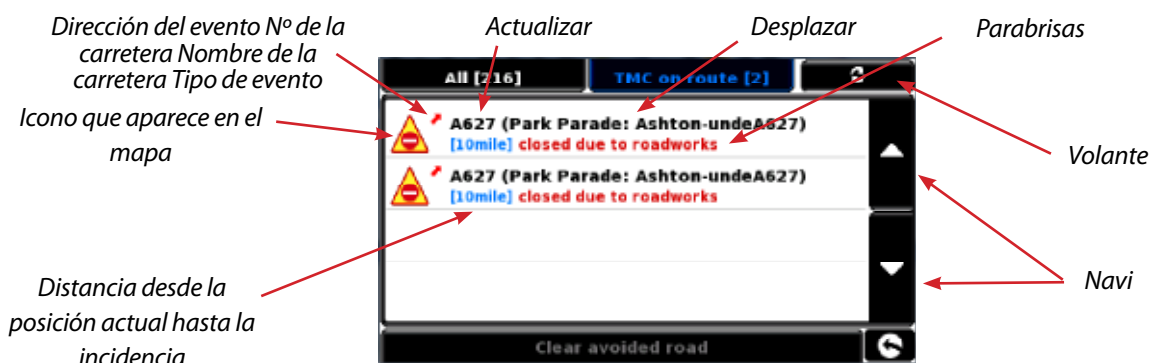 Dirección del evento Nº de la
carretera Nombre de la
carretera Tipo de evento
Actualizar
Desplazar
Parabrisas
Icono que aparece en el
mapa
Volante
Navi
Distancia desde la
posición actual hasta la
incidencia
All [216]
TMC on route [2]
A627 (Park Parade: Ashton-undeA627)
[10mile] closed due to roadworks
A627 (Park Parade: Ashton-undeA627)
[10mile] closed due to roadworks
Clear avoided road